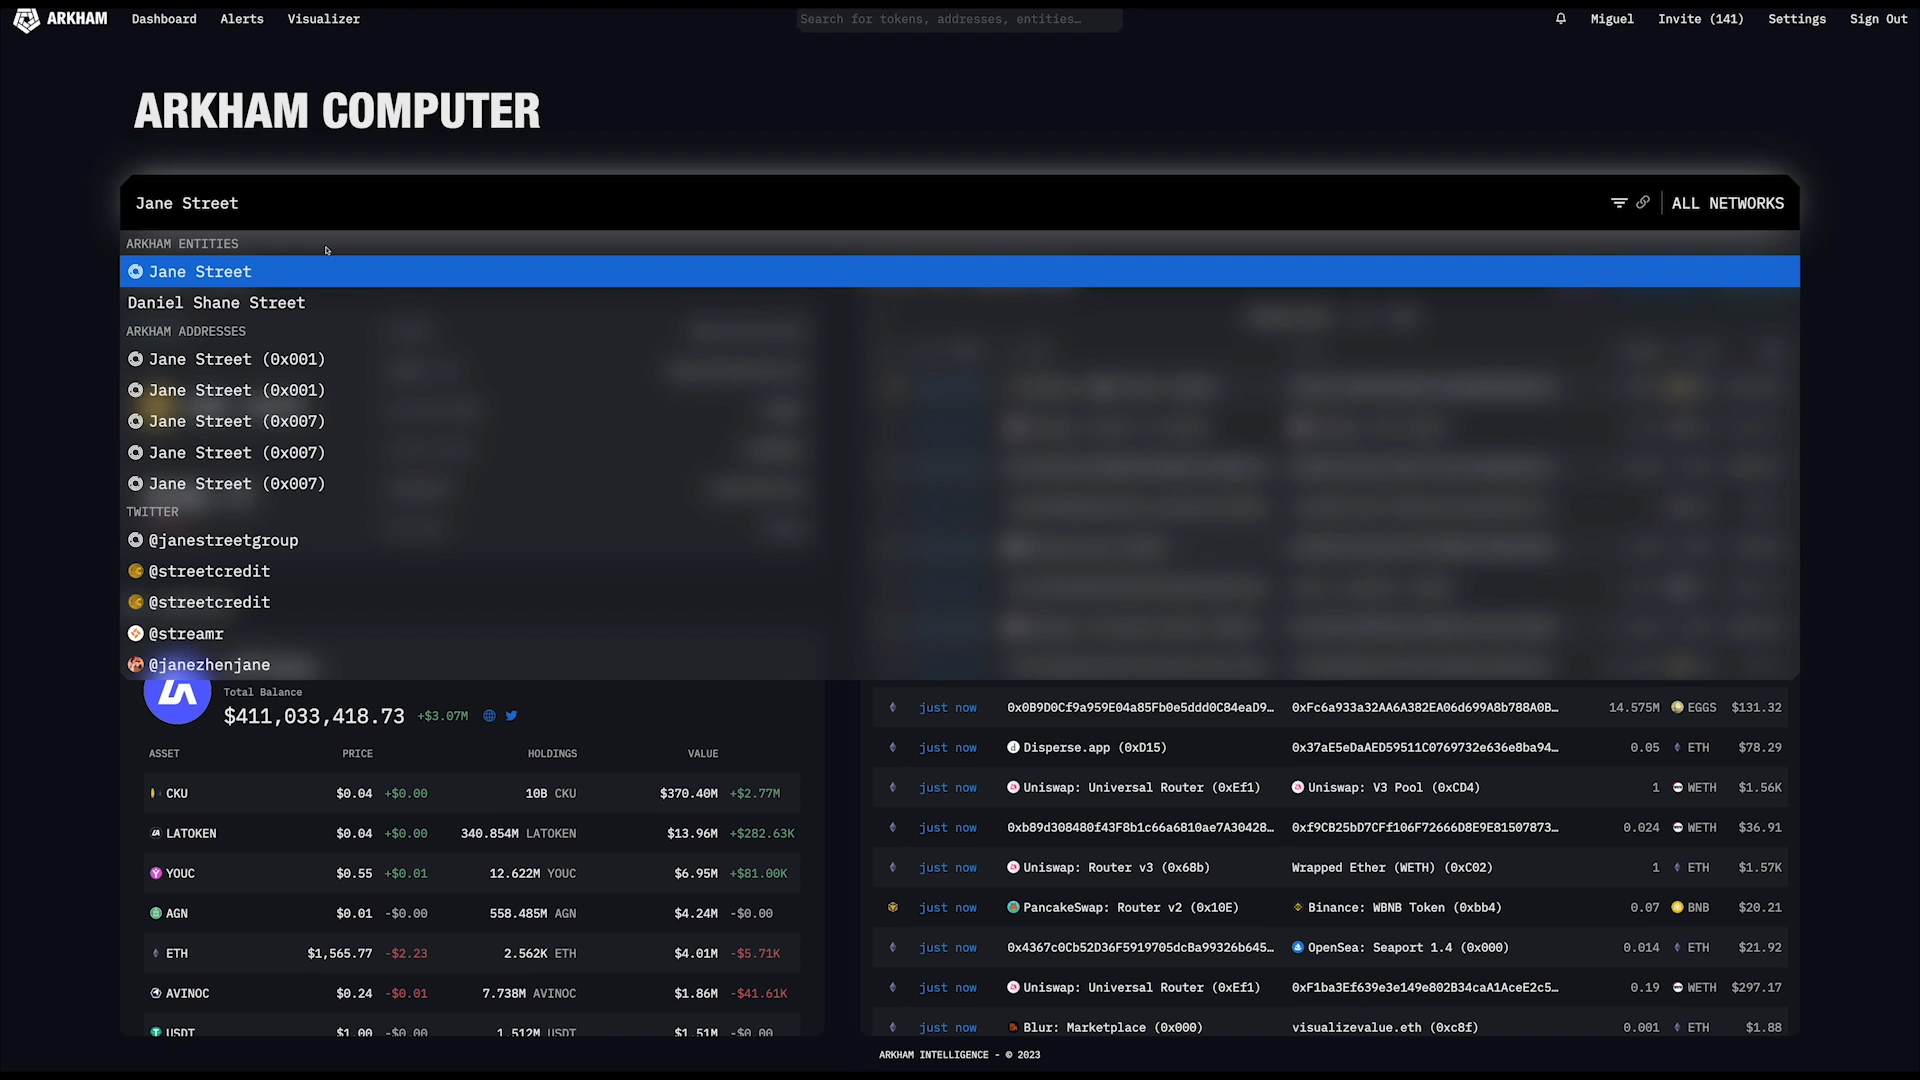 ARKHAM Dashboard Alerts Visualizer Search for tokens, addresses, entities… Miguel Invite (141) Settings Sign Out
ARKHAM COMPUTER
Jane Street ALL NETWORKS
ARKHAM ENTITIES
Jane Street
Daniel Shane Street
ARKHAM ADDRESSES
Jane Street (0x001)
Jane Street (0x001)
Jane Street (0x007)
Jane Street (0x007)
Jane Street (0x007)
TWITTER
@janestreetgroup
@streetcredit
@streetcredit
@streamr
@janezhenjane
Total Balance
$411,033,418.73 +$3.07M
ASSET PRICE HOLDINGS VALUE
CKU $0.04 +$0.00 10B CKU $370.40M +$2.77M
LATOKEN $0.04 +$0.00 340.854M LATOKEN $13.96M +$282.63K
YOUC $0.55 +$0.01 12.622M YOUC $6.95M +$81.00K
AGN $0.01 -$0.00 558.485M AGN $4.24M -$0.00
ETH $1,565.77 -$2.23 2.562K ETH $4.01M -$5.71K
AVINOC $0.24 -$0.01 7.738M AVINOC $1.86M -$41.61K
USDT $1.00 -$0.00 1.512M USDT $1.51M -$0.00
just now 0x0B9D0Cf9a959E04a85Fb0e5ddd0C84eaD9… 0xFc6a933a32AA6A382EA06d699A8b788A0B… 14.575M EGGS $131.32
just now Disperse.app (0xD15) 0x37aE5eDaAED59511C0769732e636e8ba94… 0.05 ETH $78.29
just now Uniswap: Universal Router (0xEf1) Uniswap: V3 Pool (0xCD4) 1 WETH $1.56K
just now 0xb89d308480f43F8b1c66a6810ae7A30428… 0xf9CB25bD7CFf106F72666D8E9E81507873… 0.024 WETH $36.91
just now Uniswap: Router v3 (0x68b) Wrapped Ether (WETH) (0xC02) 1 ETH $1.57K
just now PancakeSwap: Router v2 (0x10E) Binance: WBNB Token (0xbb4) 0.07 BNB $20.21
just now 0x4367c0Cb52D36F5919705dcBa99326b645… OpenSea: Seaport 1.4 (0x000) 0.014 ETH $21.92
just now Uniswap: Universal Router (0xEf1) 0xF1ba3Ef639e3e149e802B34caA1AceE2c5… 0.19 WETH $297.17
just now Blur: Marketplace (0x000) visualizevalue.eth (0xc8f) 0.001 ETH $1.88
ARKHAM INTELLIGENCE - © 2023